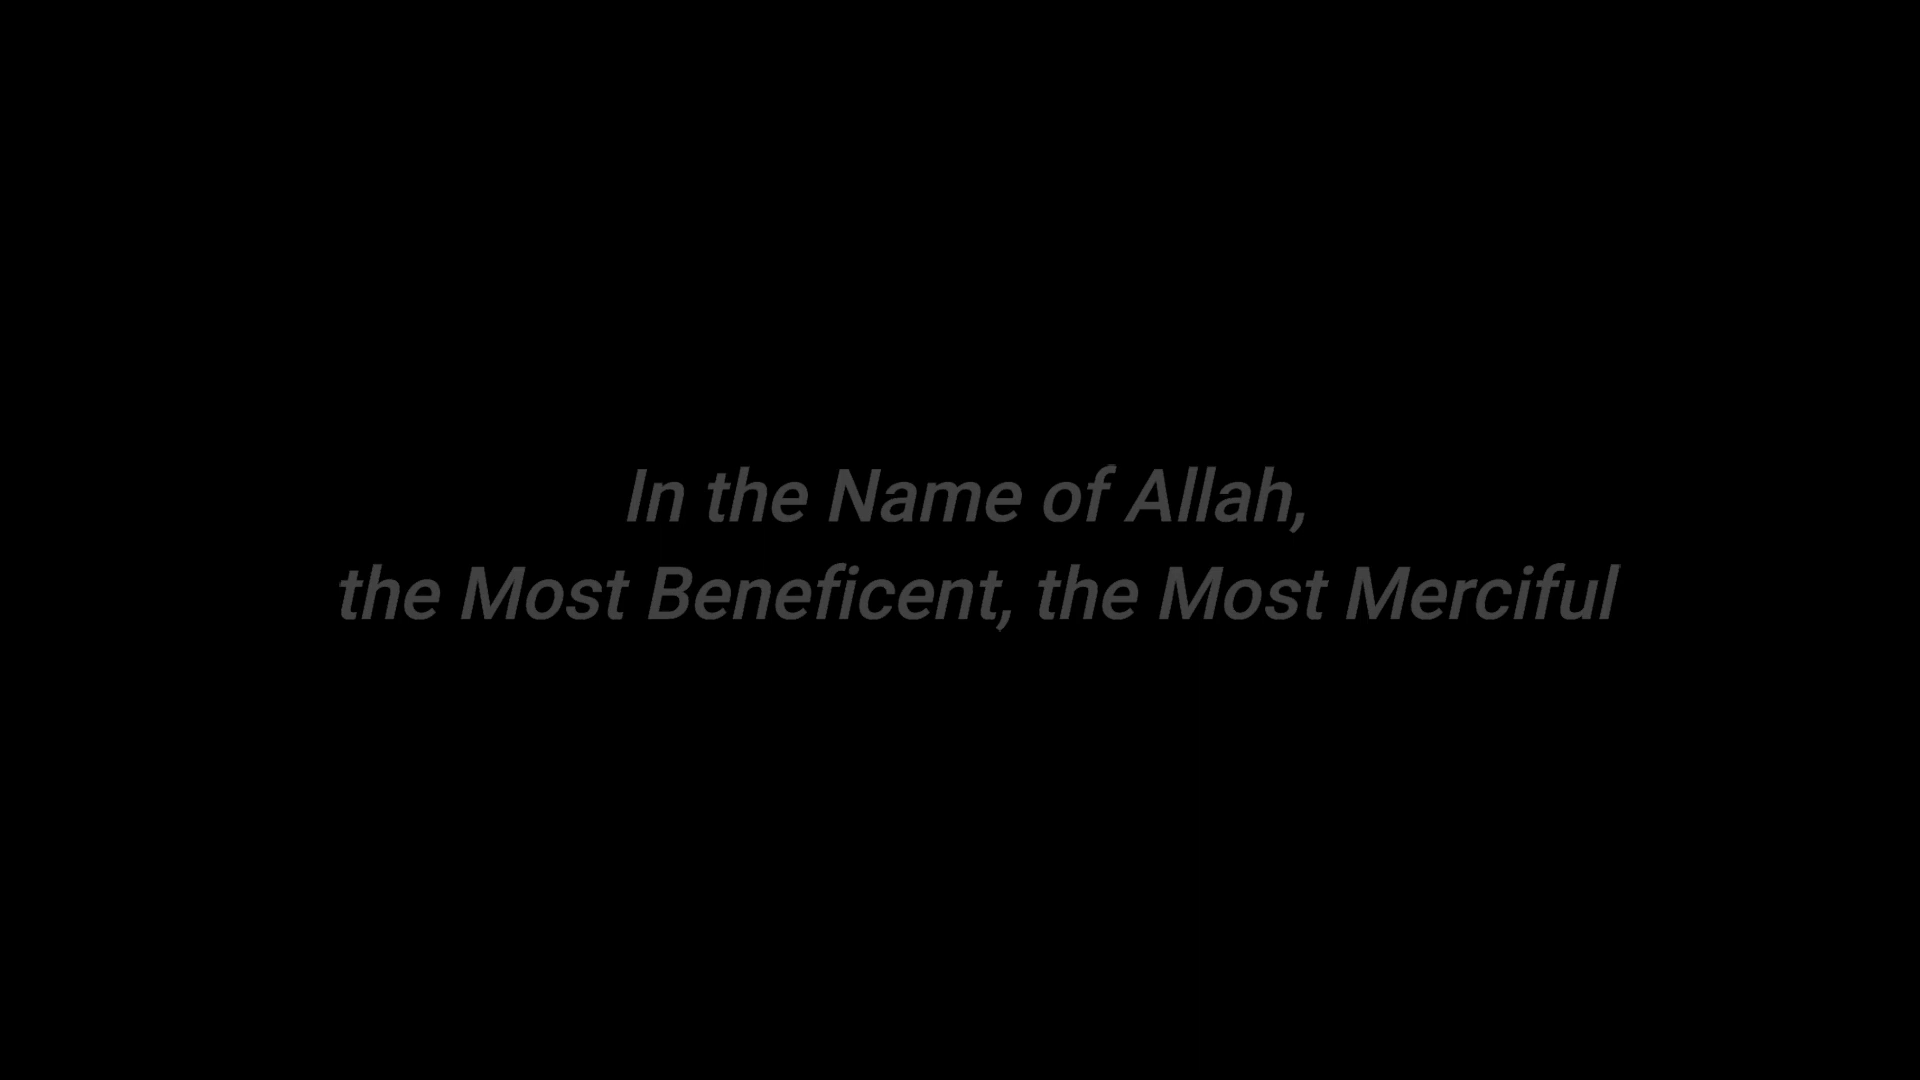 In the Name of Allah,
the Most Beneficent, the Most Merciful